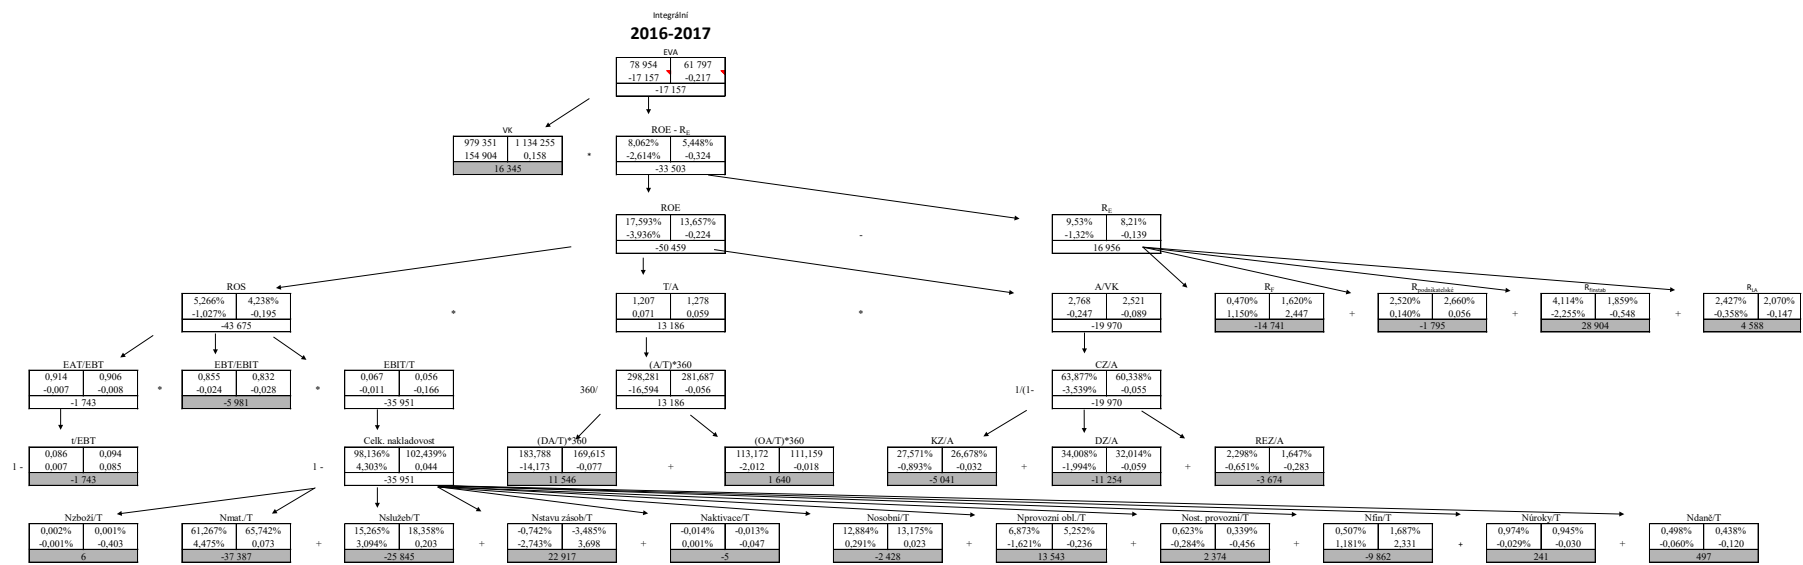 Integrální
2016-2017
EVA
78 954 61 797
-17 157 -0,217
-17 157
VK ROE - RE
979 351 1 134 255 8,062% 5,448%
154 904 0,158 * -2,614% -0,324
16 345 -33 503
ROE RE
17,593% 13,657% 9,53% 8,21%
-3,936% -0,224 - -1,32% -0,139
-50 459 16 956
ROS T/A A/VK RF Rpodnikatelské Rfinstab RLA
5,266% 4,238% 1,207 1,278 2,768 2,521 0,470% 1,620% 2,520% 2,660% 4,114% 1,859% 2,427% 2,070%
-1,027% -0,195 * 0,071 0,059 * -0,247 -0,089 1,150% 2,447 + 0,140% 0,056 + -2,255% -0,548 + -0,358% -0,147
-43 675 13 186 -19 970 -14 741 -1 795 28 904 4 588
EAT/EBT EBT/EBIT EBIT/T (A/T)*360 CZ/A
0,914 0,906 0,855 0,832 0,067 0,056 298,281 281,687 63,877% 60,338%
-0,007 -0,008 * -0,024 -0,028 * -0,011 -0,166 360/ -16,594 -0,056 1/(1- -3,539% -0,055
-1 743 -5 981 -35 951 13 186 -19 970
t/EBT Celk. nakladovost (DA/T)*360 (OA/T)*360 KZ/A DZ/A REZ/A
0,086 0,094 98,136% 102,439% 183,788 169,615 113,172 111,159 27,571% 26,678% 34,008% 32,014% 2,298% 1,647%
1 - 0,007 0,085 1 - 4,303% 0,044 -14,173 -0,077 + -2,012 -0,018 -0,893% -0,032 + -1,994% -0,059 + -0,651% -0,283
-1 743 -35 951 11 546 1 640 -5 041 -11 254 -3 674
Nzboží/T Nmat./T Nslužeb/T Nstavu zásob/T Naktivace/T Nosobní/T Nprovozní obl./T Nost. provozní/T Nfin/T Núroky/T Ndaně/T
0,002% 0,001% 61,267% 65,742% 15,265% 18,358% -0,742% -3,485% -0,014% -0,013% 12,884% 13,175% 6,873% 5,252% 0,623% 0,339% 0,507% 1,687% 0,974% 0,945% 0,498% 0,438%
-0,001% -0,403 + 4,475% 0,073 + 3,094% 0,203 + -2,743% 3,698 + 0,001% -0,047 + 0,291% 0,023 + -1,621% -0,236 + -0,284% -0,456 + 1,181% 2,331 + -0,029% -0,030 + -0,060% -0,120
6 -37 387 -25 845 22 917 -5 -2 428 13 543 2 374 -9 862 241 497